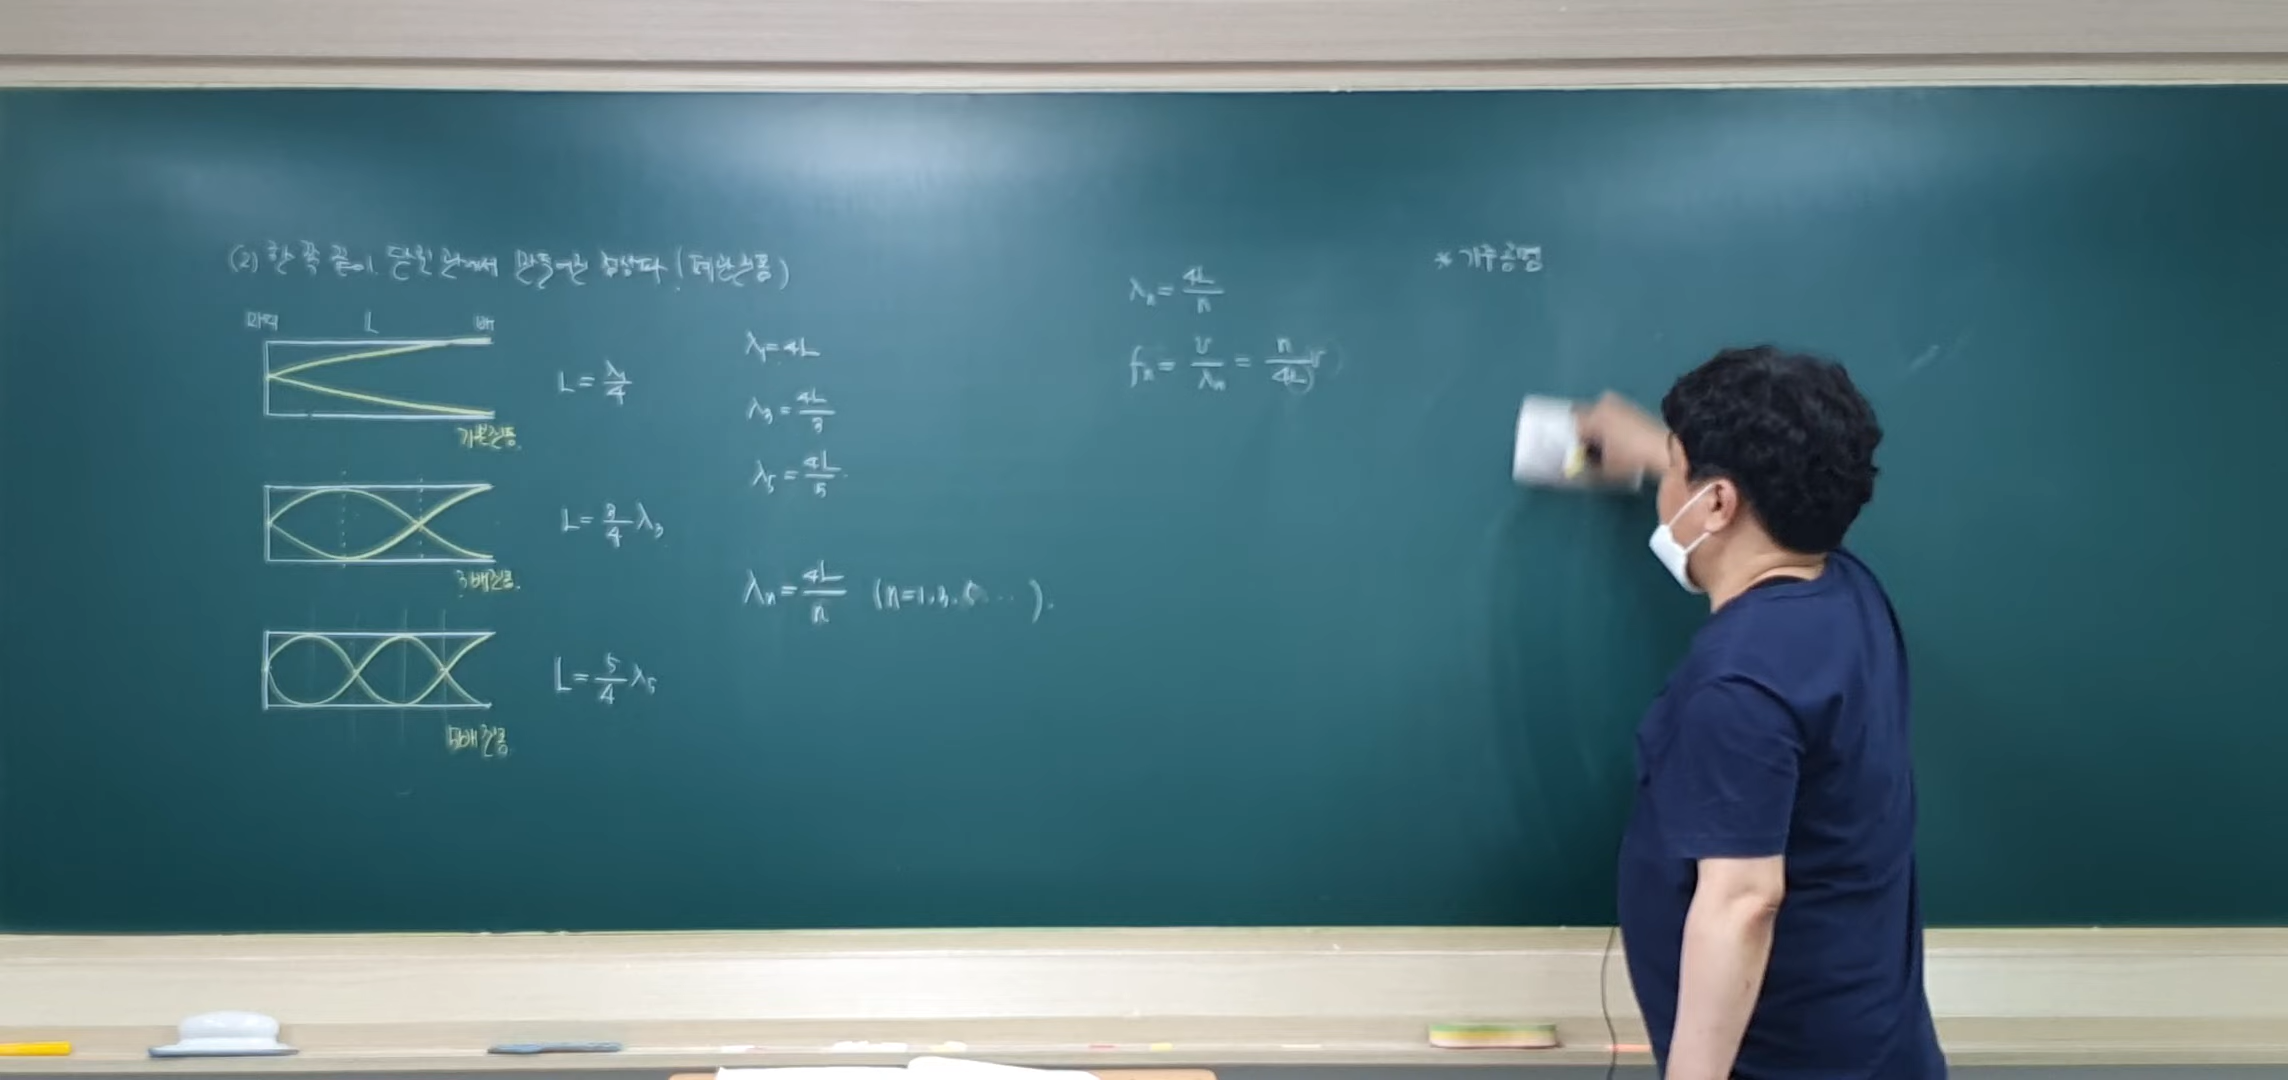 (2) 한 쪽 끝이 닫힌 관에서 만들어진 정상파 (폐관진동)
마디 L 배
기본진동.
L = λ₁/4
3배진동.
L = 3/4 λ₃
5배진동
L = 5/4 λ₅
λ₁ = 4L
λ₃ = 4L/3
λ₅ = 4L/5
λₙ = 4L/n (n=1,3,5 ⋯ ).
λₙ = 4L/n
fₙ = v/λₙ = n/4L v
* 기주공명